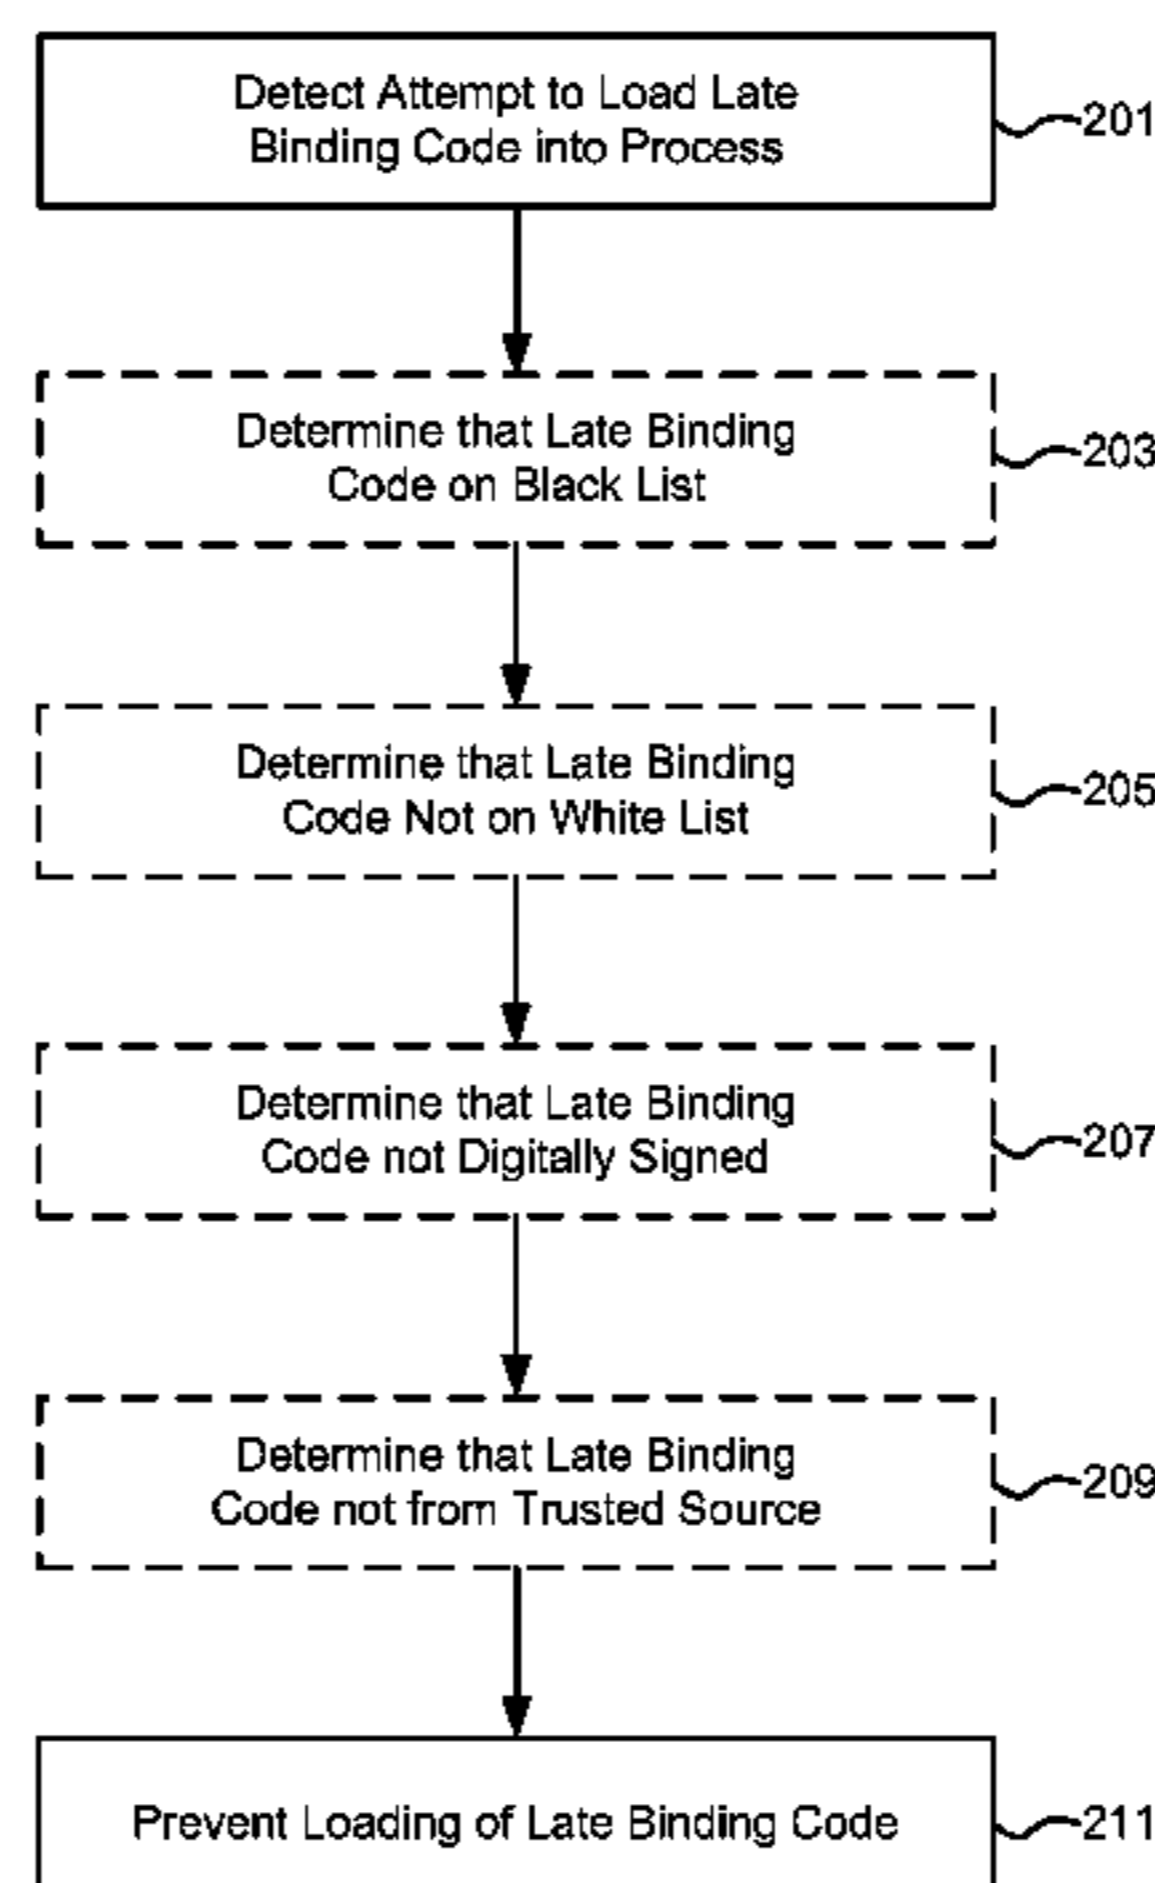 Detect Attempt to Load Late
Binding Code into Process
201
Determine that Late Binding
Code on Black List
203
Determine that Late Binding
Code Not on White List
205
Determine that Late Binding
Code not Digitally Signed
207
Determine that Late Binding
Code not from Trusted Source
209
Prevent Loading of Late Binding Code
211